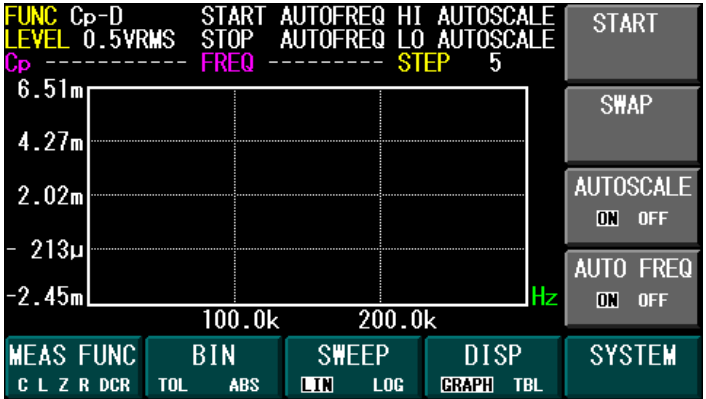 FUNC Cp-D START AUTOFREQ HI AUTOSCALE
LEVEL 0.5VRMS STOP AUTOFREQ LO AUTOSCALE
Cp ----------- FREQ --------- STEP 5
START
6.51m
SWAP
4.27m
2.02m
AUTOSCALE
ON OFF
- 213µ
AUTO FREQ
ON OFF
-2.45m
Hz
100.0k 200.0k
MEAS FUNC BIN SWEEP DISP SYSTEM
C L Z R DCR TOL ABS LIN LOG GRAPH TBL